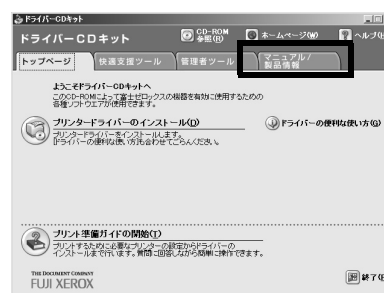 ドライバーCDキット
ドライバーCDキット
CD-ROM
参照(R)
ホームページ(W)
ヘルプ(H
トップページ
快適支援ツール
管理者ツール
マニュアル/
製品情報
ようこそドライバーCDキットへ
このCD-ROMによって富士ゼロックスの機器を有効に使用するための
各種ソフトウエアが使用できます。
プリンタードライバーのインストール(D)
プリンタードライバーをインストールします。
ドライバーの便利な使い方も合わせてごらんください。
ドライバーの便利な使い方(G)
プリント準備ガイドの開始(T)
プリントするために必要なプリンターの設定からドライバーの
インストールまで行います。質問に回答しながら簡単に操作できます。
THE DOCUMENT COMPANY
FUJI XEROX
終了(E